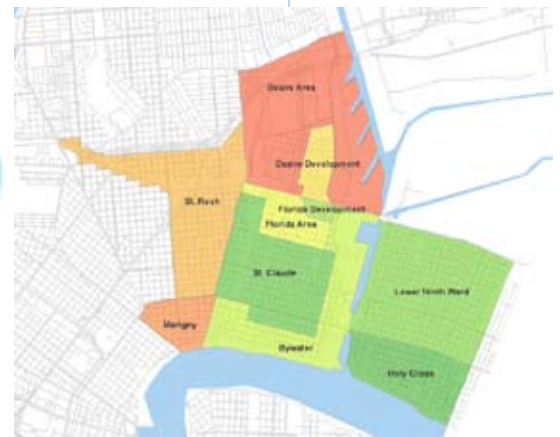 Desire Area
Desire Development
St. Roch
Florida Development
Florida Area
St. Claude
Lower Ninth Ward
Marigny
Bywater
Holy Cross